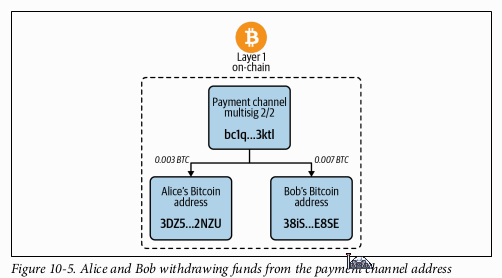 Layer 1
on-chain
Payment channel
multisig 2/2
bc1q...3ktl
0.003 BTC
0.007 BTC
Alice's Bitcoin
address
3DZ5...2NZU
Bob's Bitcoin
address
38iS...E8SE
Figure 10-5. Alice and Bob withdrawing funds from the payment channel address